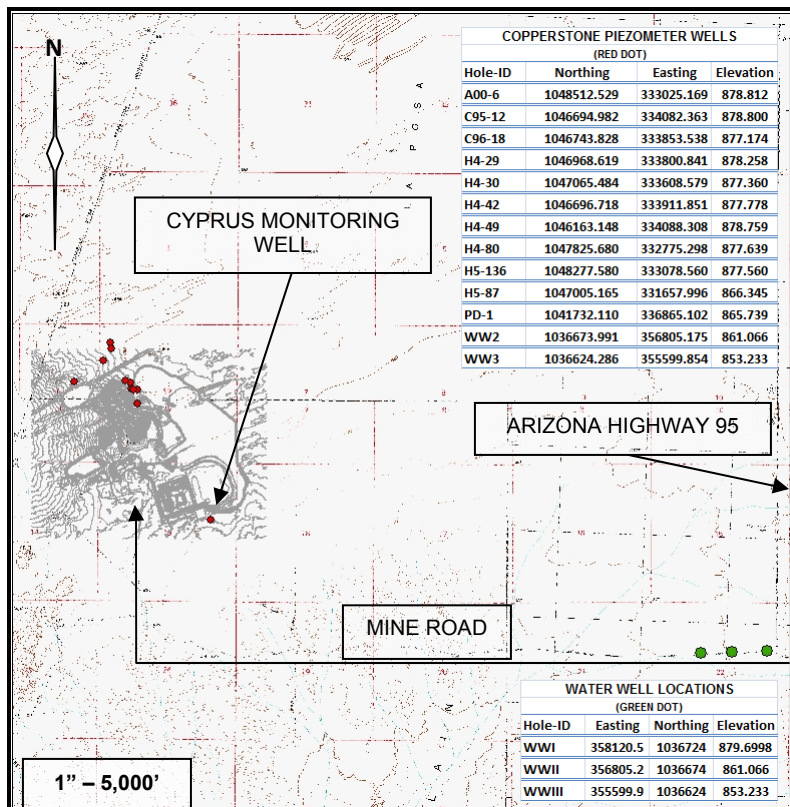 N
COPPERSTONE PIEZOMETER WELLS
(RED DOT)
Hole-ID Northing Easting Elevation
A00-6 1048512.529 333025.169 878.812
C95-12 1046694.982 334082.363 878.800
C96-18 1046743.828 333853.538 877.174
H4-29 1046968.619 333800.841 878.258
H4-30 1047065.484 333608.579 877.360
H4-42 1046696.718 333911.851 877.778
H4-49 1046163.148 334088.308 878.759
H4-80 1047825.680 332775.298 877.639
H5-136 1048277.580 333078.560 877.560
H5-87 1047005.165 331657.996 866.345
PD-1 1041732.110 336865.102 865.739
WW2 1036673.991 356805.175 861.066
WW3 1036624.286 355599.854 853.233
CYPRUS MONITORING
WELL
ARIZONA HIGHWAY 95
MINE ROAD
WATER WELL LOCATIONS
(GREEN DOT)
Hole-ID Easting Northing Elevation
WWI 358120.5 1036724 879.6998
WWII 356805.2 1036674 861.066
WWIII 355599.9 1036624 853.233
1” – 5,000’